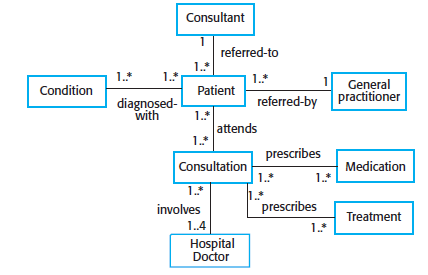 Consultant
1
referred-to
1..*
1..*
1..*
1..*
1
Condition
Patient
General
practitioner
diagnosed-
with
referred-by
1..*
attends
1..*
prescribes
Consultation
Medication
1..*
1..*
1..*
1..*
involves
prescribes
Treatment
1..4
1..*
Hospital
Doctor